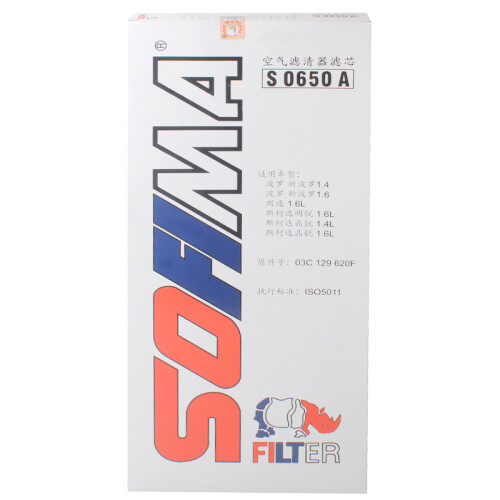 SOFIMA
®
空气滤清器滤芯
S 0650 A
适用车型:
波罗 新波罗1.4
波罗 新波罗1.6
朗逸 1.6L
斯柯达明锐 1.6L
斯柯达晶锐 1.4L
斯柯达晶锐 1.6L
原件号: 03C 129 620F
执行标准: ISO5011
FILTER